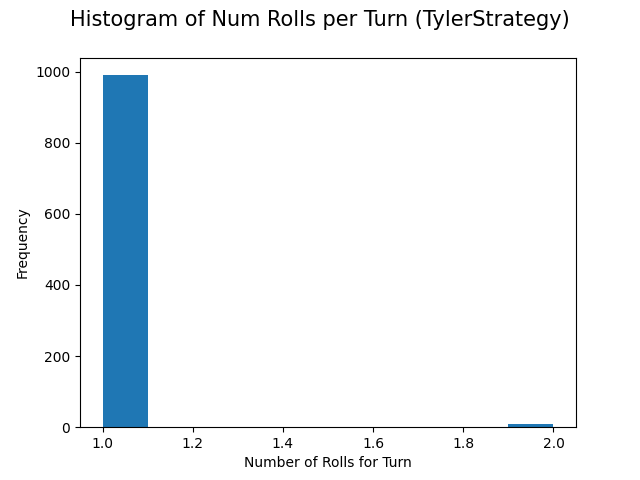 Histogram of Num Rolls per Turn (TylerStrategy)
1000
800
600
400
200
0
Frequency
1.0 1.2 1.4 1.6 1.8 2.0
Number of Rolls for Turn